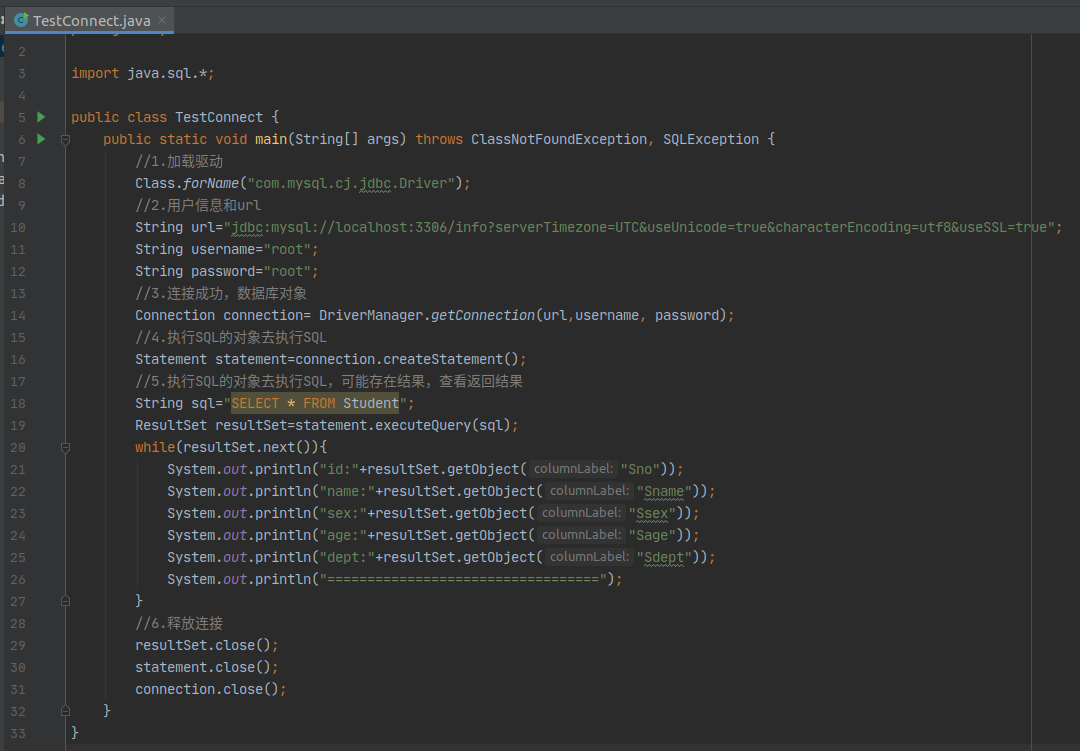 TestConnect.java
2
3 import java.sql.*;
4
5 public class TestConnect {
6 public static void main(String[] args) throws ClassNotFoundException, SQLException {
7 //1.加载驱动
8 Class.forName("com.mysql.cj.jdbc.Driver");
9 //2.用户信息和url
10 String url="jdbc:mysql://localhost:3306/info?serverTimezone=UTC&useUnicode=true&characterEncoding=utf8&useSSL=true";
11 String username="root";
12 String password="root";
13 //3.连接成功，数据库对象
14 Connection connection= DriverManager.getConnection(url,username, password);
15 //4.执行SQL的对象去执行SQL
16 Statement statement=connection.createStatement();
17 //5.执行SQL的对象去执行SQL，可能存在结果，查看返回结果
18 String sql="SELECT * FROM Student";
19 ResultSet resultSet=statement.executeQuery(sql);
20 while(resultSet.next()){
21 System.out.println("id:"+resultSet.getObject( columnLabel: "Sno"));
22 System.out.println("name:"+resultSet.getObject( columnLabel: "Sname"));
23 System.out.println("sex:"+resultSet.getObject( columnLabel: "Ssex"));
24 System.out.println("age:"+resultSet.getObject( columnLabel: "Sage"));
25 System.out.println("dept:"+resultSet.getObject( columnLabel: "Sdept"));
26 System.out.println("==================================");
27 }
28 //6.释放连接
29 resultSet.close();
30 statement.close();
31 connection.close();
32 }
33 }